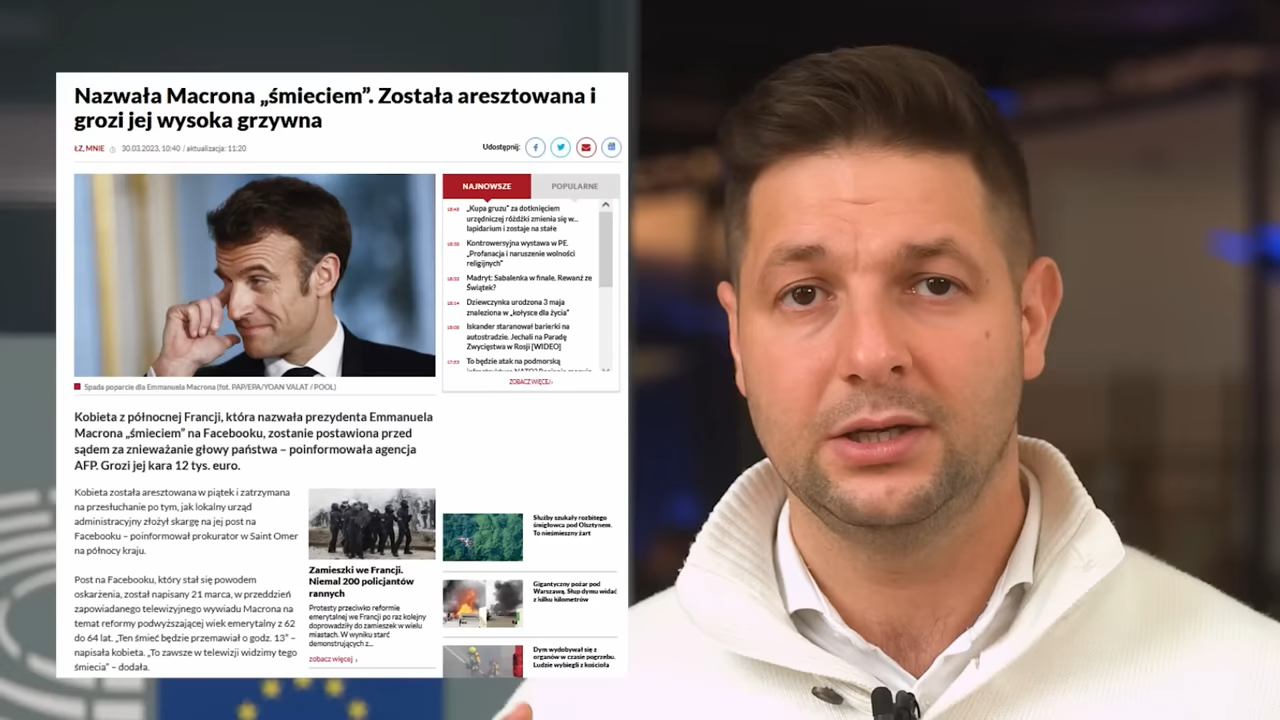 Nazwała Macrona „śmieciem”. Została aresztowana i
grozi jej wysoka grzywna
ŁZ, MNIE
30.03.2023, 10:40 / aktualizacja: 11:20
Udostępnij:
NAJNOWSZE
POPULARNE
18:45 „Kupa gruzu” za dotknięciem
urzędniczej różdżki zmienia się w...
lapidarium i zostaje na stałe
Kontrowersyjna wystawa w PE.
„Profanacja i naruszenie wolności
religijnych”
Madryt: Sabalenka w finale. Rewanż ze
Świątek?
18:14 Dziewczynka urodzona 3 maja
znaleziona w „kołysce dla życia”
Iskander staranował barierki na
autostradzie. Jechali na Paradę
Zwycięstwa w Rosji [WIDEO]
To będzie atak na podmorską
ZOBACZ WIĘCEJ ›
Spada poparcie dla Emmanuela Macrona (fot. PAP/EPA/YOAN VALAT / POOL)
Kobieta z północnej Francji, która nazwała prezydenta Emmanuela
Macrona „śmieciem” na Facebooku, zostanie postawiona przed
sądem za znieważanie głowy państwa – poinformowała agencja
AFP. Grozi jej kara 12 tys. euro.
Kobieta została aresztowana w piątek i zatrzymana
na przesłuchanie po tym, jak lokalny urząd
administracyjny złożył skargę na jej post na
Facebooku – poinformował prokurator w Saint Omer
na północy kraju.
Post na Facebooku, który stał się powodem
oskarżenia, został napisany 21 marca, w przeddzień
zapowiadanego telewizyjnego wywiadu Macrona na
temat reformy podwyższającej wiek emerytalny z 62
do 64 lat. „Ten śmieć będzie przemawiał o godz. 13” –
napisała kobieta. „To zawsze w telewizji widzimy tego
śmiecia” – dodała.
Zamieszki we Francji.
Niemal 200 policjantów
rannych
Protesty przeciwko reformie
emerytalnej we Francji po raz kolejny
doprowadziły do zamieszek w wielu
miastach. W wyniku starć
demonstrujących z...
zobacz więcej ›
Służby szukały rozbitego
śmigłowca pod Olsztynem.
To nieśmieszny żart
Gigantyczny pożar pod
Warszawą. Słup dymu widać
z kilku kilometrów
Dym wydobywał się z
organów w czasie pogrzebu.
Ludzie wybiegli z kościoła